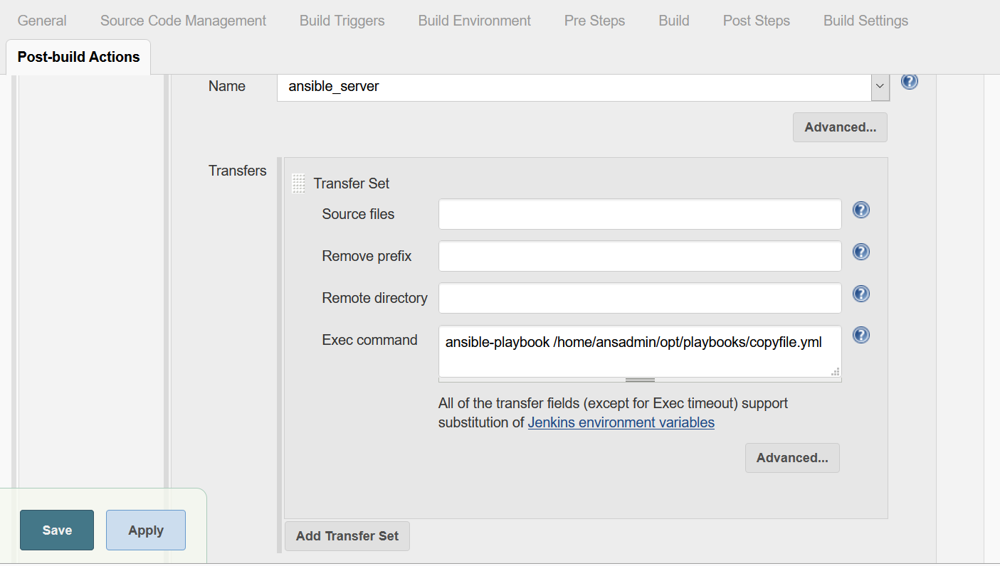 General Source Code Management Build Triggers Build Environment Pre Steps Build Post Steps Build Settings
Post-build Actions
Name ansible_server
Advanced...
Transfers
Transfer Set
Source files
Remove prefix
Remote directory
Exec command ansible-playbook /home/ansadmin/opt/playbooks/copyfile.yml
All of the transfer fields (except for Exec timeout) support
substitution of Jenkins environment variables
Advanced...
Save Apply
Add Transfer Set